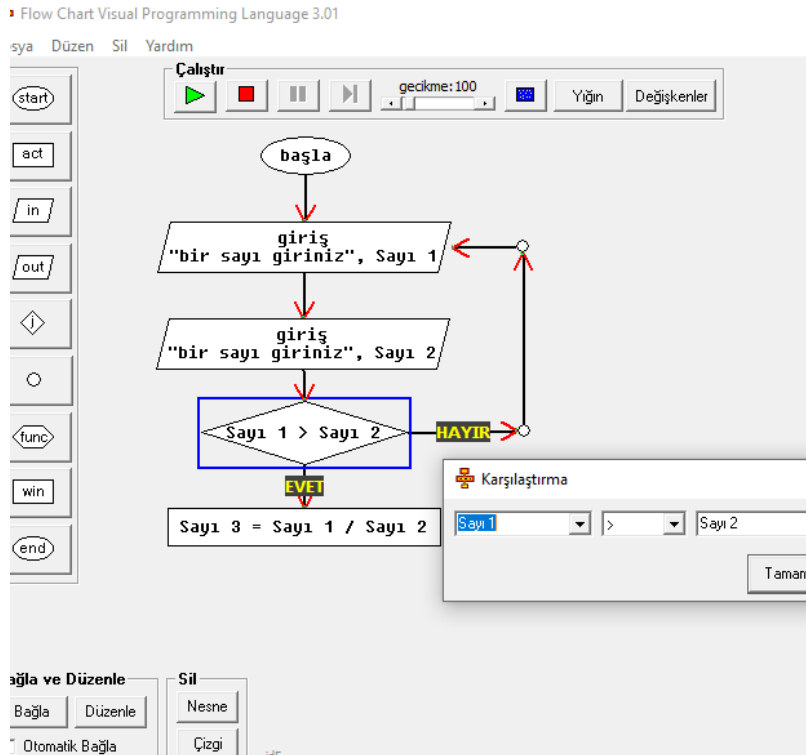 Flow Chart Visual Programming Language 3.01
Düzen Sil Yardım
Çalıştır
gecikme:100
Yığın
Değişkenler
start
act
in
out
j
func
win
end
başla
giriş
"bir sayı giriniz", Sayı 1
giriş
"bir sayı giriniz", Sayı 2
Sayı 1 > Sayı 2
HAYIR
EVET
Sayı 3 = Sayı 1 / Sayı 2
Karşılaştırma
Sayı 1
>
Sayı 2
Tamam
ağla ve Düzenle
Bağla
Düzenle
Otomatik Bağla
Sil
Nesne
Çizgi